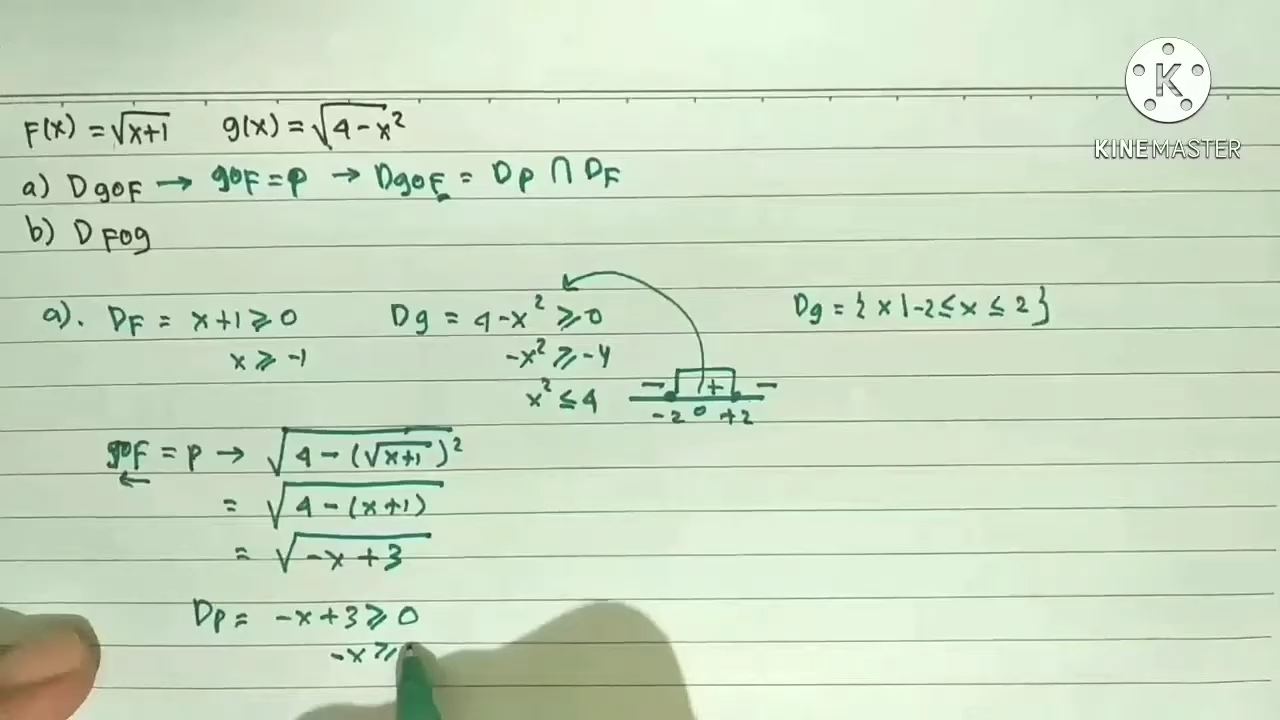 K
KINEMASTER
F(x) = √x+1 g(x) = √4-x²
a) DgoF → goF = p → DgoF = Dp ∩ DF
b) DFog
a). DF = x+1 ≥ 0 Dg = 4-x² ≥ 0 Dg = { x | -2 ≤ x ≤ 2 }
x ≥ -1 -x² ≥ -4
x² ≤ 4 - + -
-2 0 +2
goF = p → √4-(√x+1)²
= √4-(x+1)
= √-x+3
Dp = -x+3 ≥ 0
-x ≥